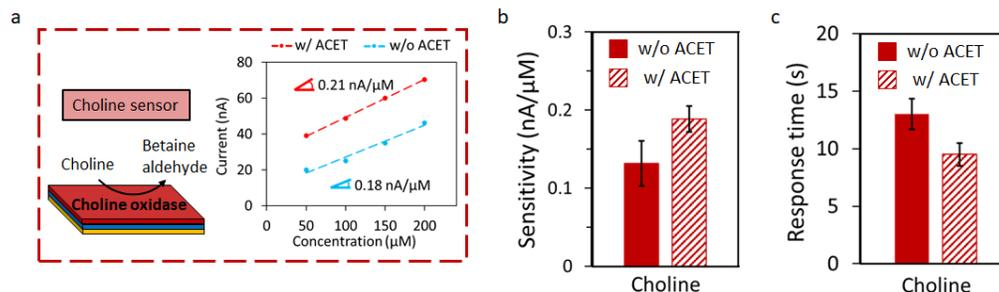 a
w/ ACET
w/o ACET
80
60
40
20
0
Current (nA)
0.21 nA/μM
0.18 nA/μM
0
50
100
150
200
Concentration (μM)
Choline sensor
Choline
Betaine
aldehyde
Choline oxidase
b
0.3
0.2
0.1
0
Sensitivity (nA/μM)
w/o ACET
w/ ACET
Choline
c
20
15
10
5
0
Response time (s)
w/o ACET
w/ ACET
Choline